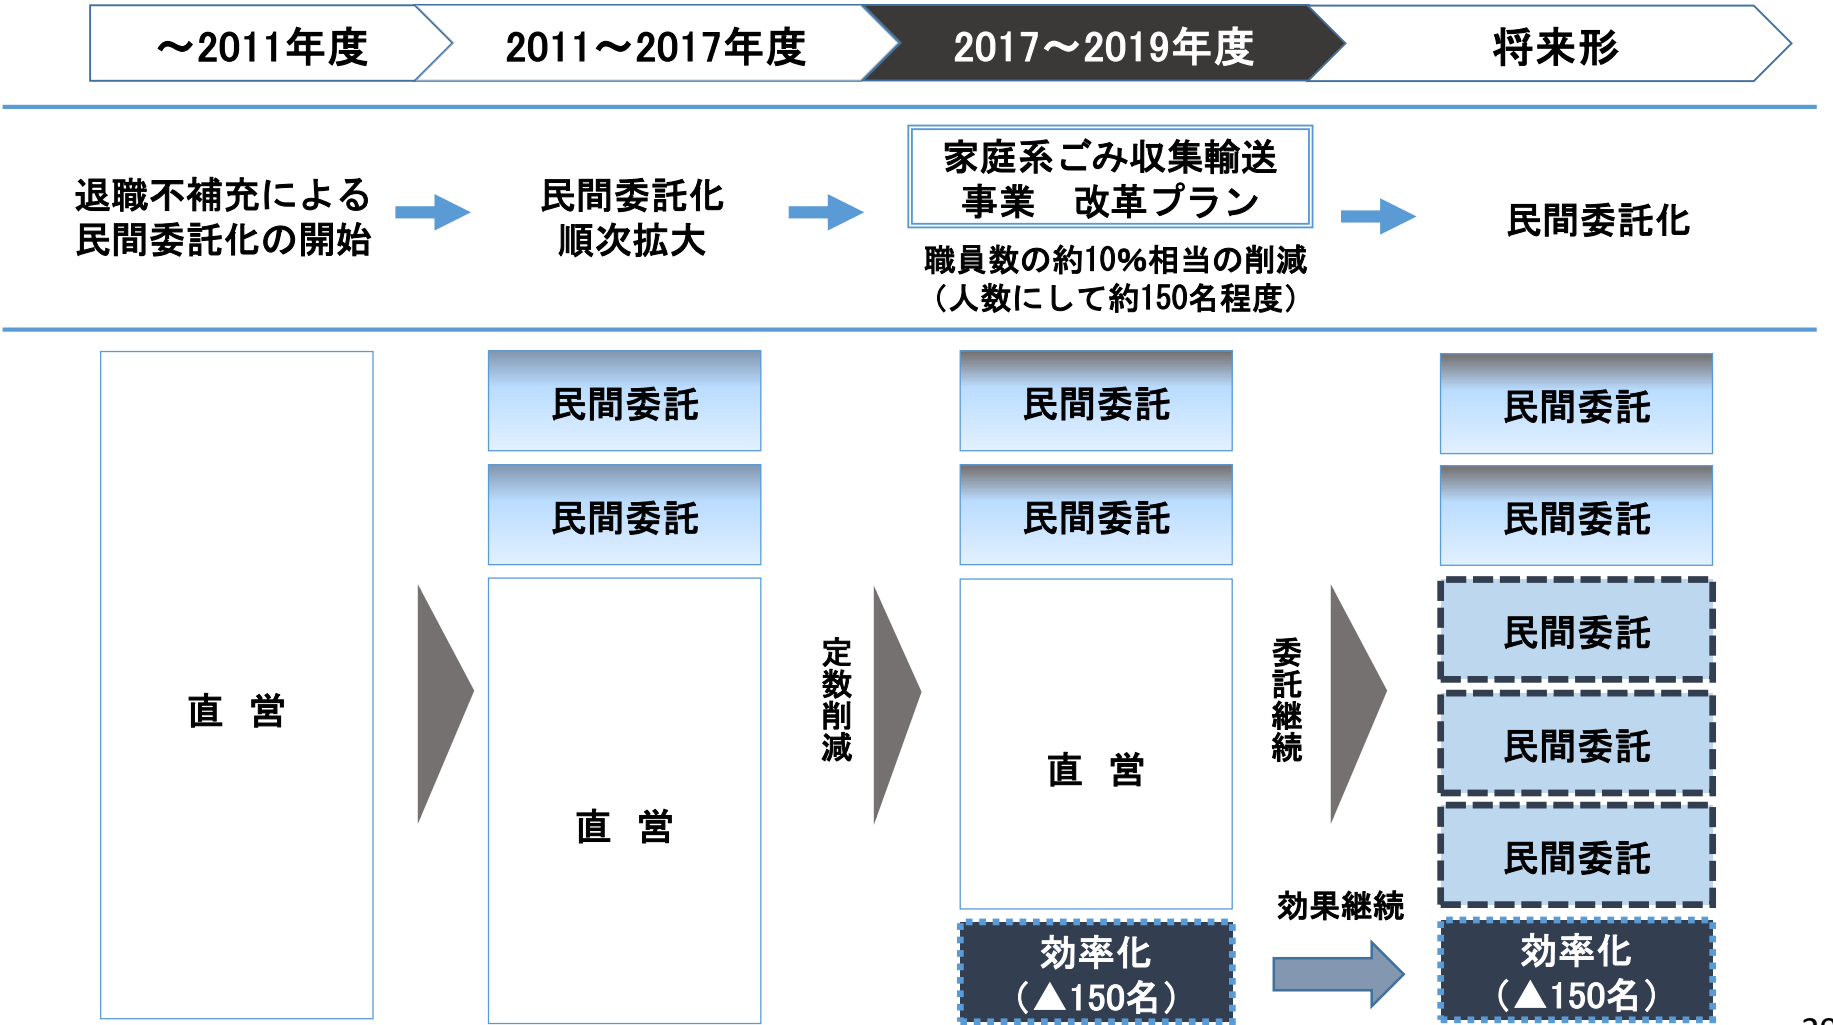 ～2011年度
2011～2017年度
2017～2019年度
将来形
退職不補充による
民間委託化の開始
民間委託化
順次拡大
家庭系ごみ収集輸送
事業　改革プラン
職員数の約10%相当の削減
（人数にして約150名程度）
民間委託化
直 営
民間委託
民間委託
直 営
定数削減
民間委託
民間委託
直 営
効率化
（▲150名）
委託継続
効果継続
民間委託
民間委託
民間委託
民間委託
民間委託
効率化
（▲150名）